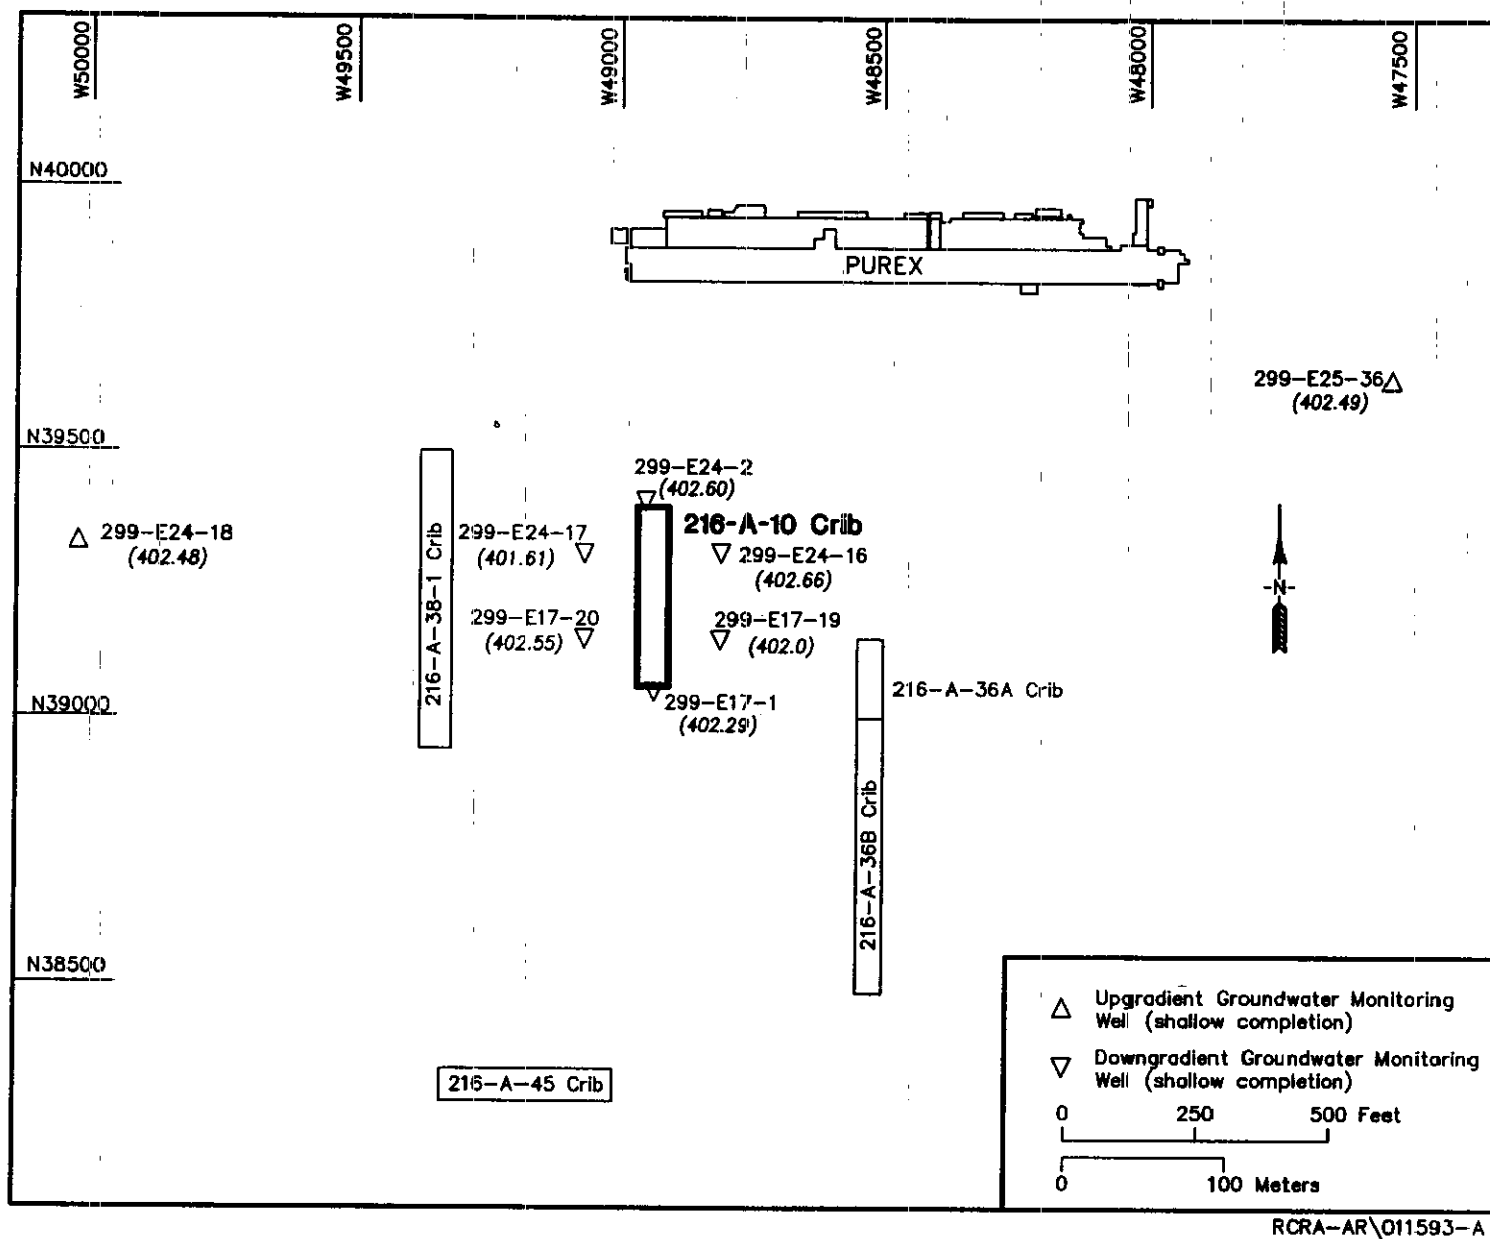 W50000
W49500
W49000
W48500
W48000
W47500
N40000
PUREX
299-E25-36
(402.49)
N39500
299-E24-2
(402.60)
216-A-10 Crib
299-E24-18
(402.48)
216-A-38-1 Crib
299-E24-17
(401.61)
299-E24-16
(402.66)
-N-
299-E17-20
(402.55)
299-E17-19
(402.0)
216-A-36A Crib
N39000
299-E17-1
(402.29)
216-A-36B Crib
N38500
Upgradient Groundwater Monitoring
Well (shallow completion)
Downgradient Groundwater Monitoring
Well (shallow completion)
216-A-45 Crib
0 250 500 Feet
0 100 Meters
RCRA-AR\011593-A